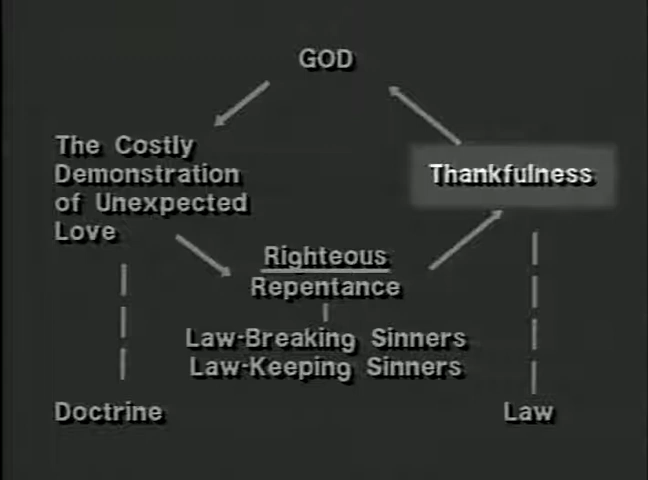 GOD
The Costly
Demonstration
of Unexpected
Love
Thankfulness
Righteous
Repentance
Law-Breaking Sinners
Law-Keeping Sinners
Doctrine
Law